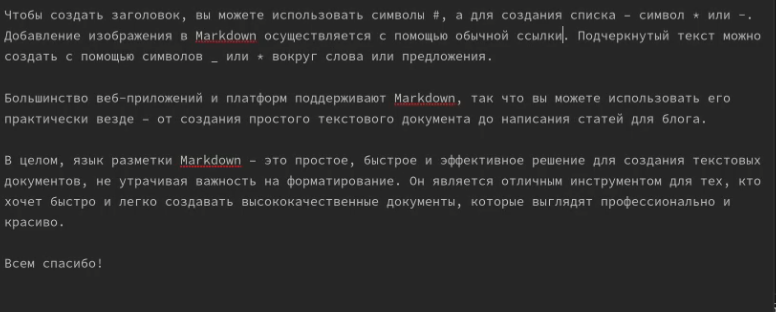 Чтобы создать заголовок, вы можете использовать символы #, а для создания списка – символ * или -.
Добавление изображения в Markdown осуществляется с помощью обычной ссылки. Подчеркнутый текст можно
создать с помощью символов _ или * вокруг слова или предложения.
Большинство веб-приложений и платформ поддерживают Markdown, так что вы можете использовать его
практически везде – от создания простого текстового документа до написания статей для блога.
В целом, язык разметки Markdown – это простое, быстрое и эффективное решение для создания текстовых
документов, не утрачивая важность на форматирование. Он является отличным инструментом для тех, кто
хочет быстро и легко создавать высококачественные документы, которые выглядят профессионально и
красиво.
Всем спасибо!